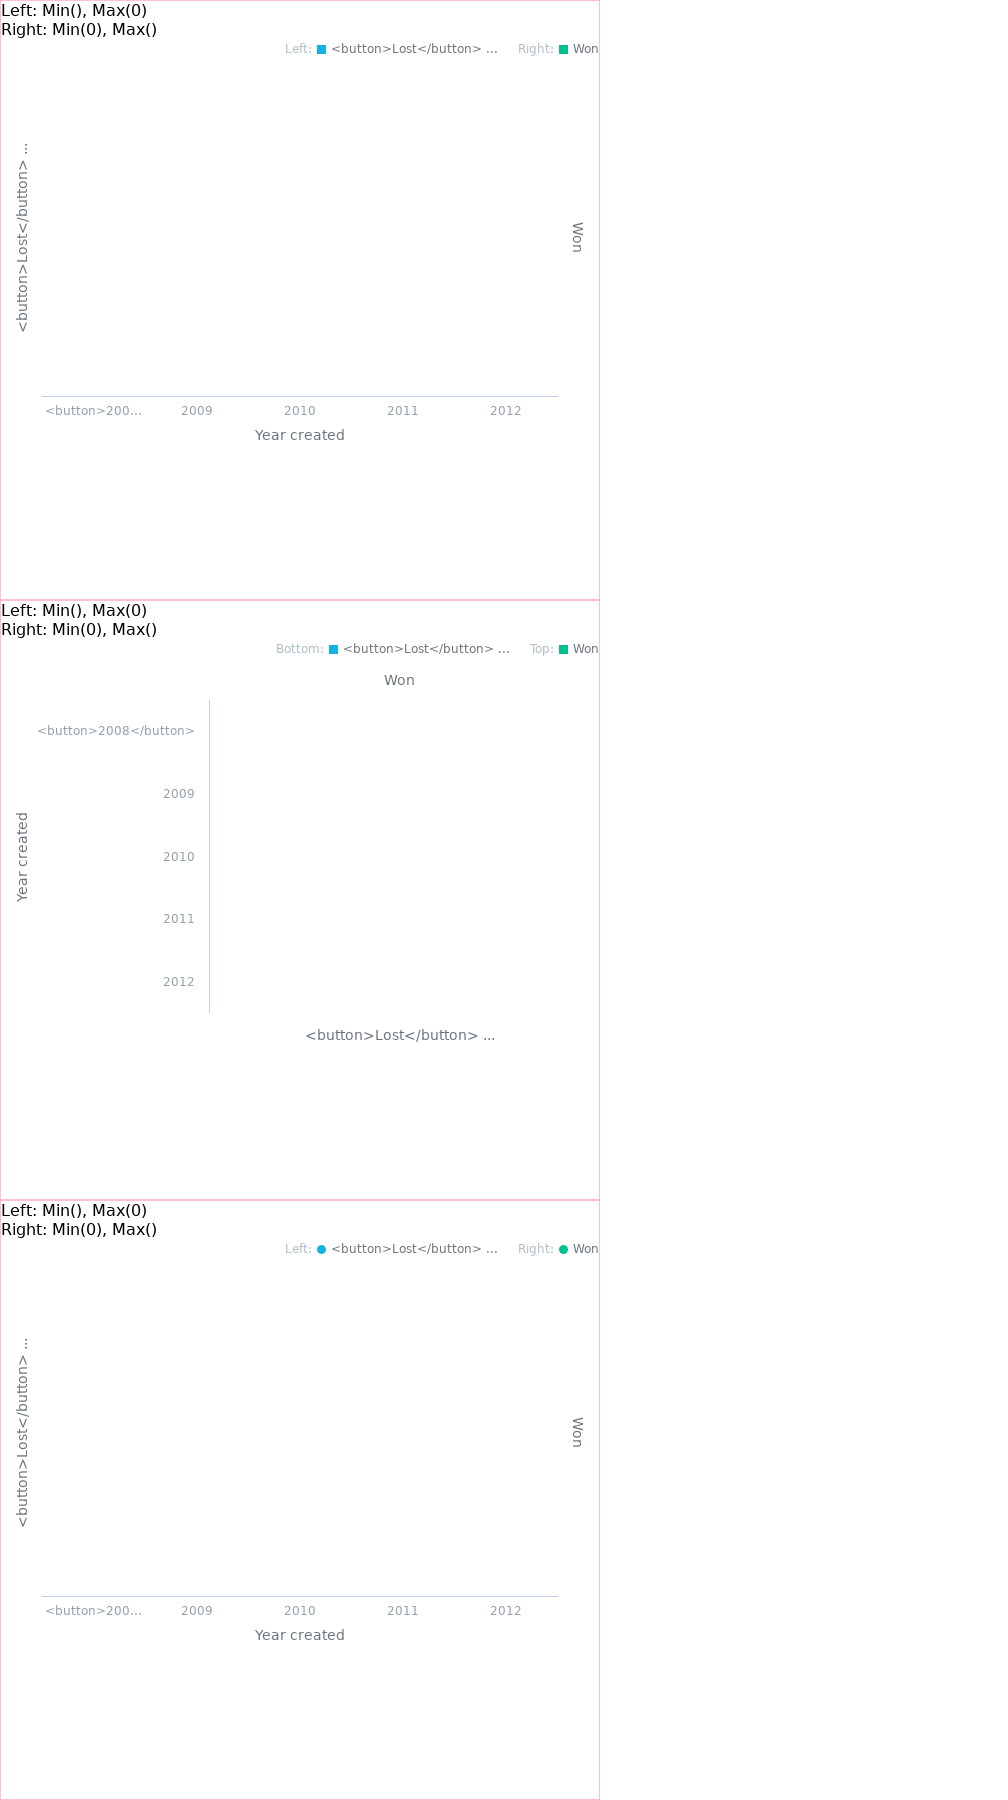 Left: Min(), Max(0)
Right: Min(0), Max()
Left: <button>Lost</button> ... Right: Won
<button>Lost</button> ...
Won
<button>200... 2009 2010 2011 2012
Year created
Left: Min(), Max(0)
Right: Min(0), Max()
Bottom: <button>Lost</button> ... Top: Won
Won
<button>2008</button>
2009
2010
2011
2012
Year created
<button>Lost</button> ...
Left: Min(), Max(0)
Right: Min(0), Max()
Left: <button>Lost</button> ... Right: Won
<button>Lost</button> ...
Won
<button>200... 2009 2010 2011 2012
Year created